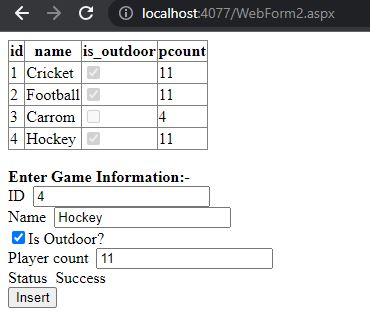 localhost:4077/WebForm2.aspx
id name is_outdoor pcount
1 Cricket 11
2 Football 11
3 Carrom 4
4 Hockey 11
Enter Game Information:-
ID 4
Name Hockey
Is Outdoor?
Player count 11
Status Success
Insert